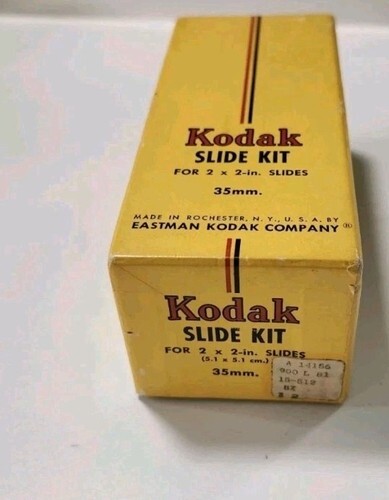 Kodak
SLIDE KIT
FOR 2 x 2-in. SLIDES
35mm.
MADE IN ROCHESTER, N.Y., U.S.A. BY
EASTMAN KODAK COMPANY ®
Kodak
SLIDE KIT
FOR 2 x 2-in. SLIDES
(5.1 x 5.1 cm.)
35mm.
A 14156